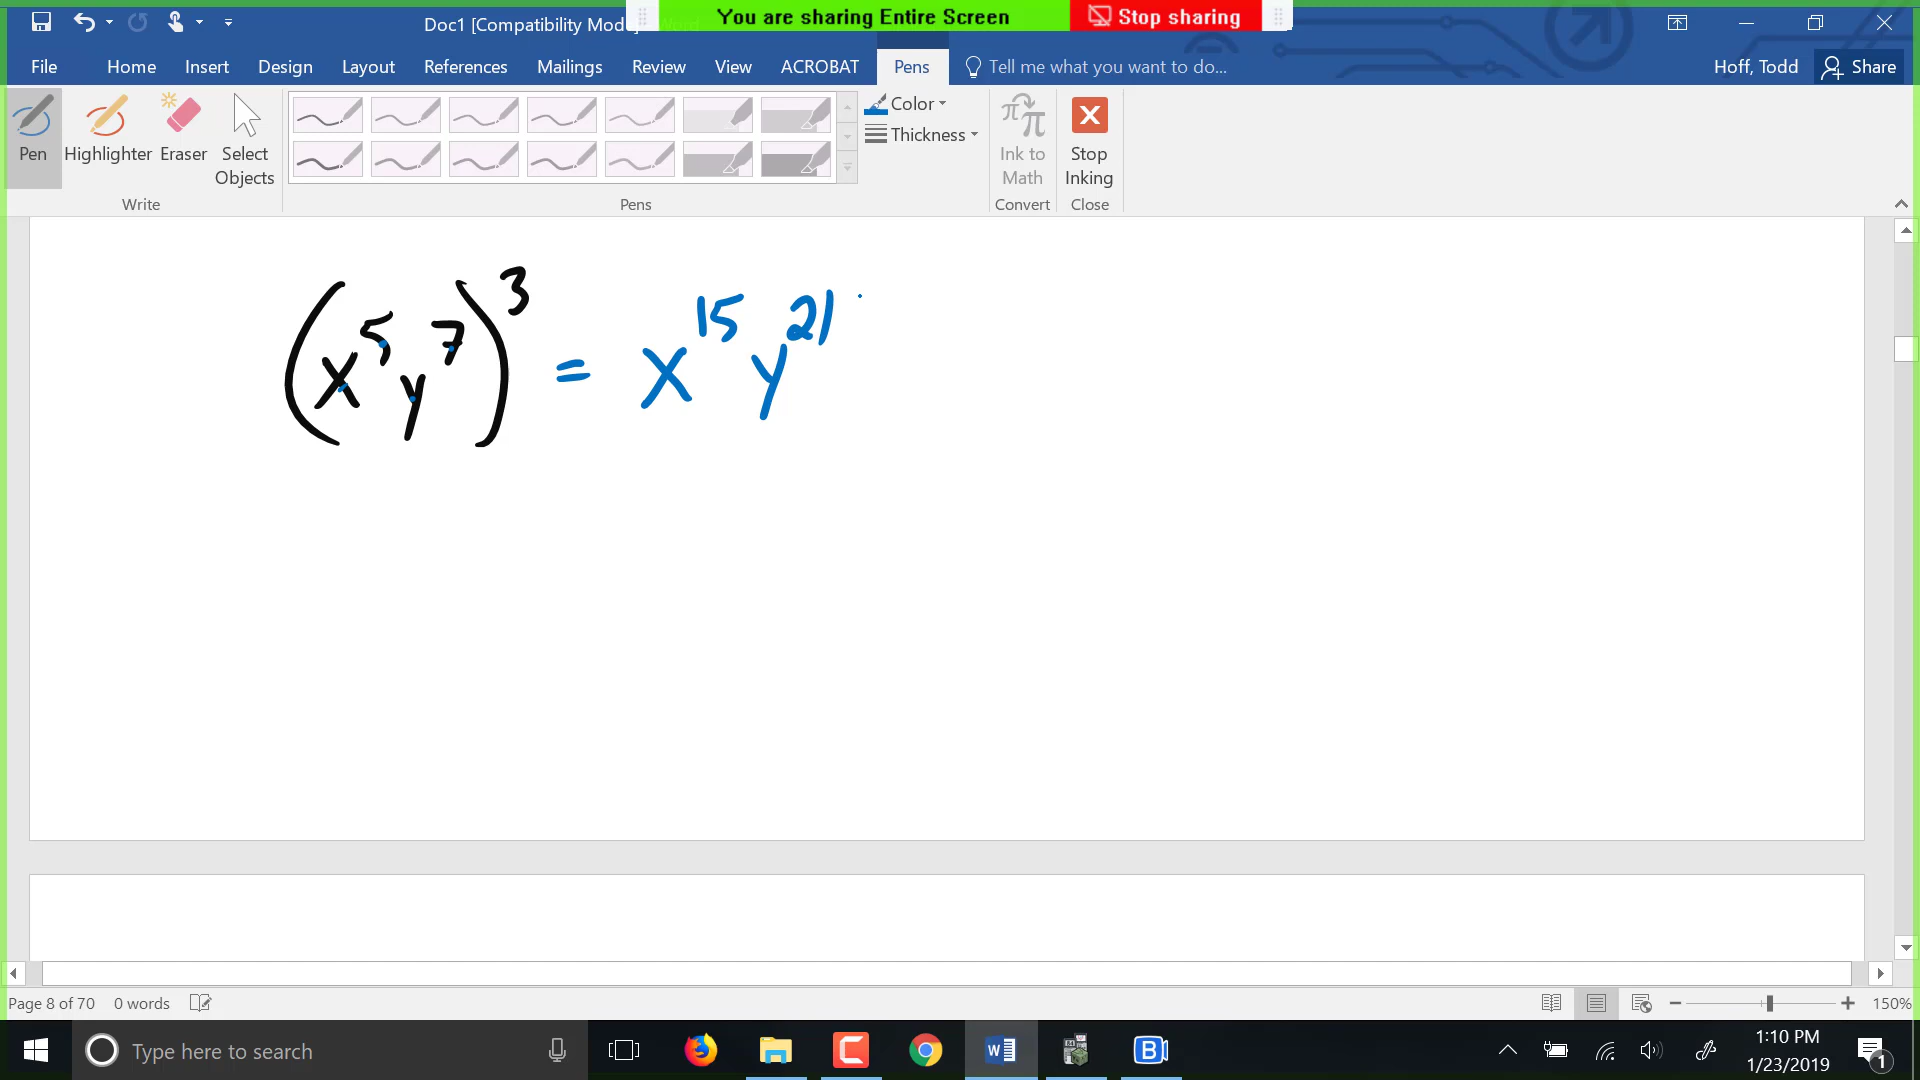 Doc1 [Compatibility Mod
You are sharing Entire Screen
Stop sharing
File Home Insert Design Layout References Mailings Review View ACROBAT Pens Tell me what you want to do... Hoff, Todd Share
Pen Highlighter Eraser Select Objects
Color
Thickness
Ink to Math
Stop Inking
Write Pens Convert Close
(x⁵y⁷)³ = x¹⁵y²¹
Page 8 of 70 0 words 150%
Type here to search
1:10 PM
1/23/2019
1